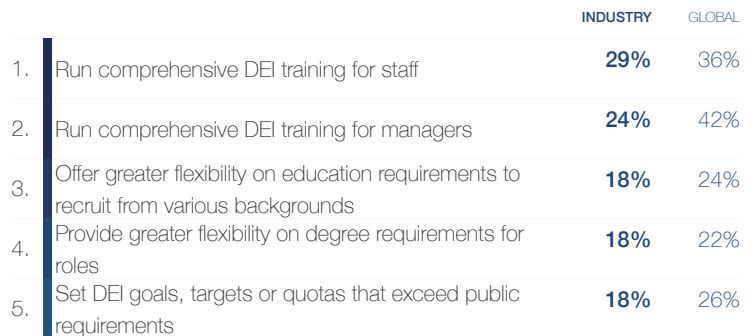 INDUSTRY GLOBAL
1. Run comprehensive DEI training for staff 29% 36%
2. Run comprehensive DEI training for managers 24% 42%
3. Offer greater flexibility on education requirements to
recruit from various backgrounds 18% 24%
4. Provide greater flexibility on degree requirements for
roles 18% 22%
5. Set DEI goals, targets or quotas that exceed public
requirements 18% 26%